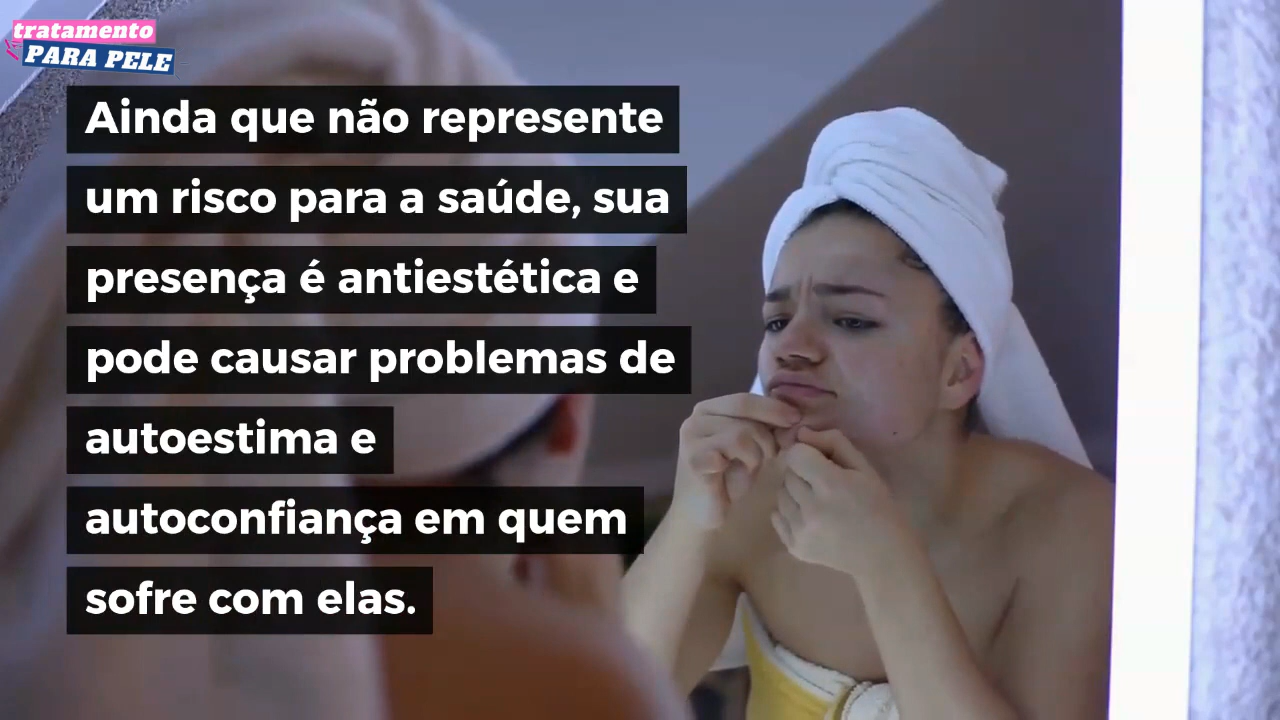 tratamento
PARA PELE
Ainda que não represente
um risco para a saúde, sua
presença é antiestética e
pode causar problemas de
autoestima e
autoconfiança em quem
sofre com elas.